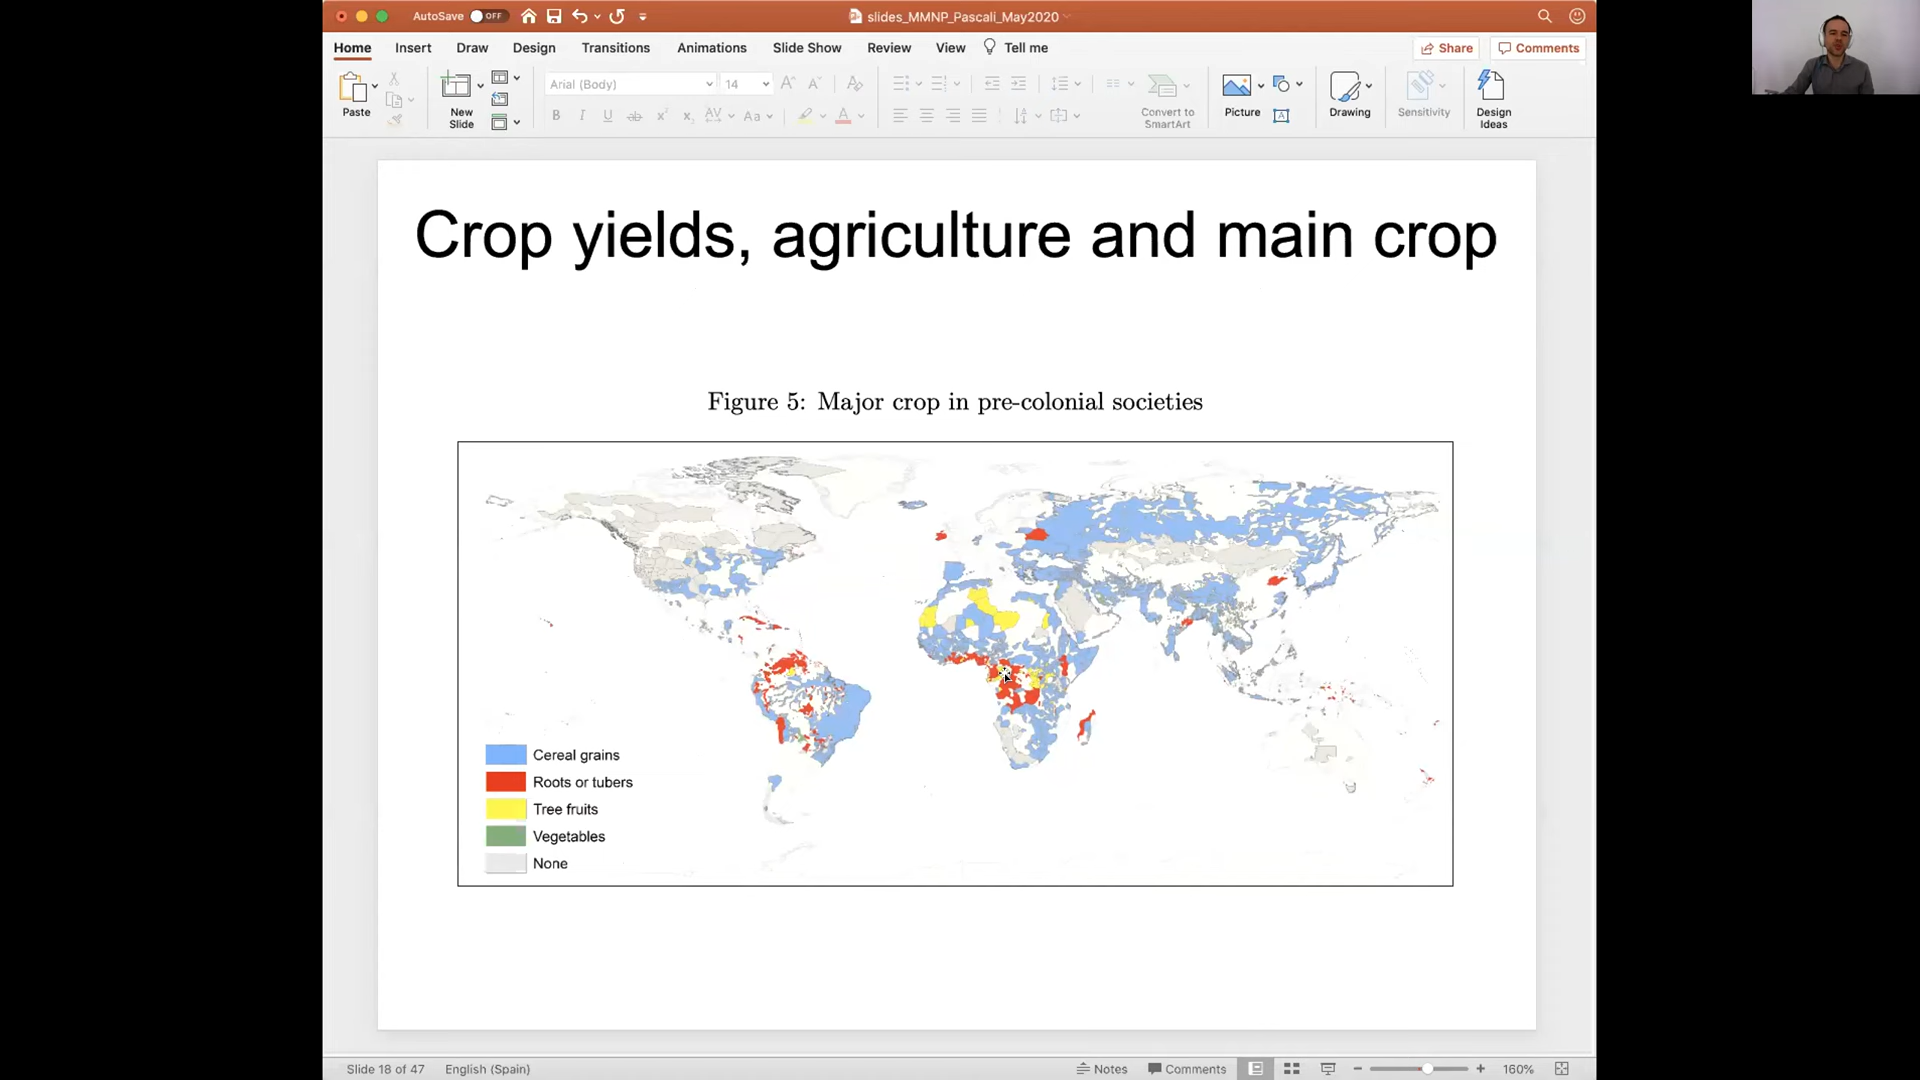 AutoSave OFF
slides_MMNP_Pascali_May2020
Home Insert Draw Design Transitions Animations Slide Show Review View Tell me Share Comments
Paste
New Slide
Arial (Body) 14
Convert to SmartArt
Picture
Drawing
Sensitivity
Design Ideas
Crop yields, agriculture and main crop
Figure 5: Major crop in pre-colonial societies
Cereal grains
Roots or tubers
Tree fruits
Vegetables
None
Slide 18 of 47 English (Spain) Notes Comments 160%